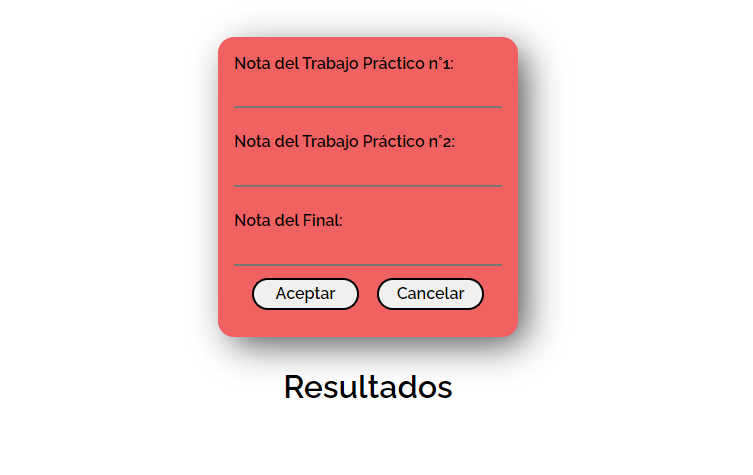 Nota del Trabajo Práctico n°1:
Nota del Trabajo Práctico n°2:
Nota del Final:
Aceptar Cancelar
Resultados